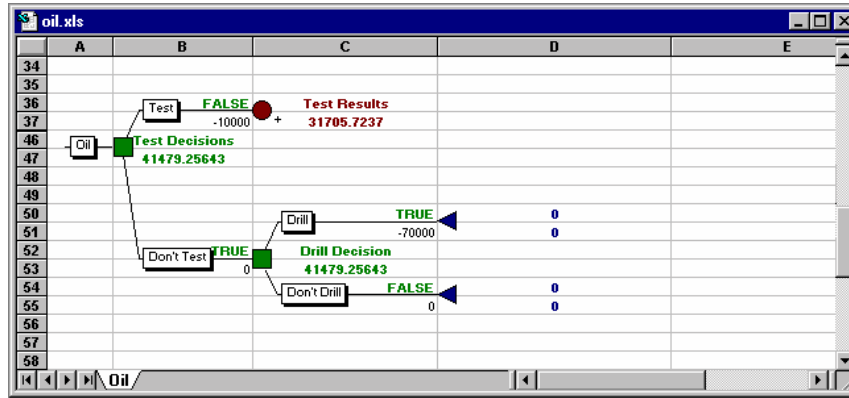 oil.xls
A B C D E
34
35
36 Test FALSE Test Results
37 -10000 + 31705.7237
46 Oil Test Decisions
47 41479.25643
48
49
50 Drill TRUE 0
51 -70000 0
52 Don't Test TRUE Drill Decision
53 0 41479.25643
54 Don't Drill FALSE 0
55 0 0
56
57
58
Oil